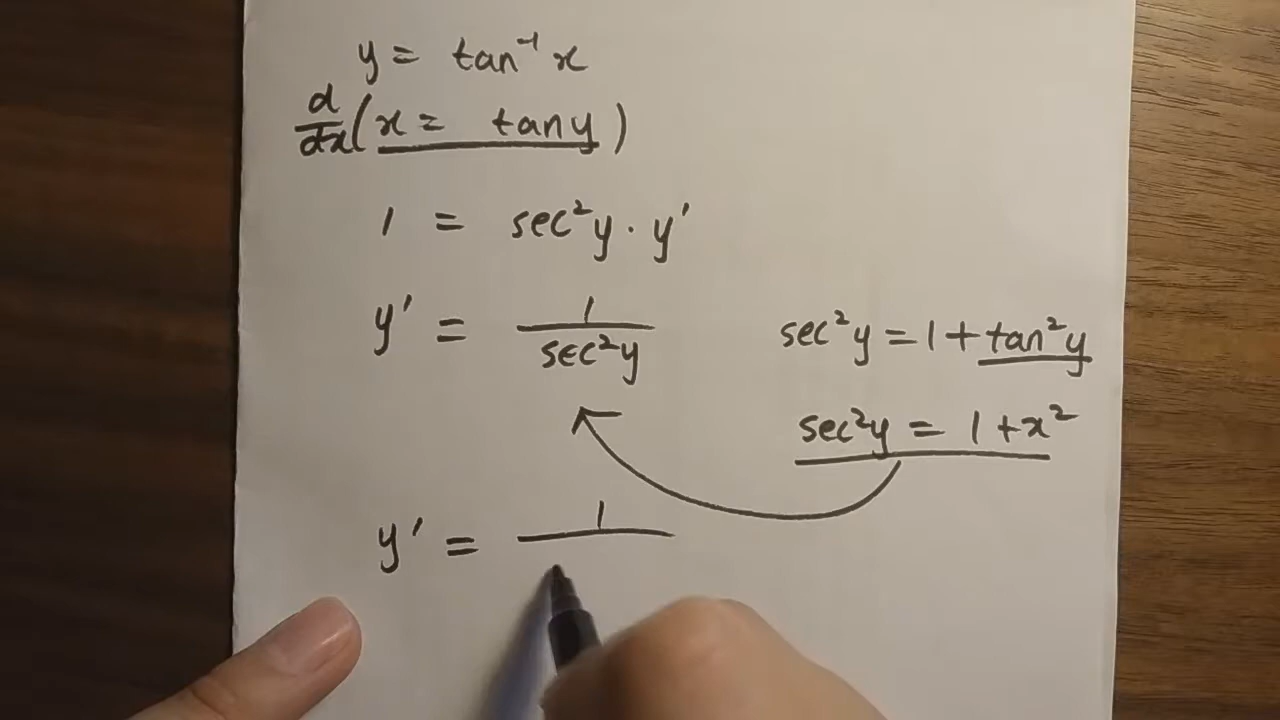 y = tan⁻¹ x
d/dx ( x = tan y )
1 = sec²y · y'
y' = 1/sec²y
sec²y = 1 + tan²y
sec²y = 1 + x²
y' = 1/